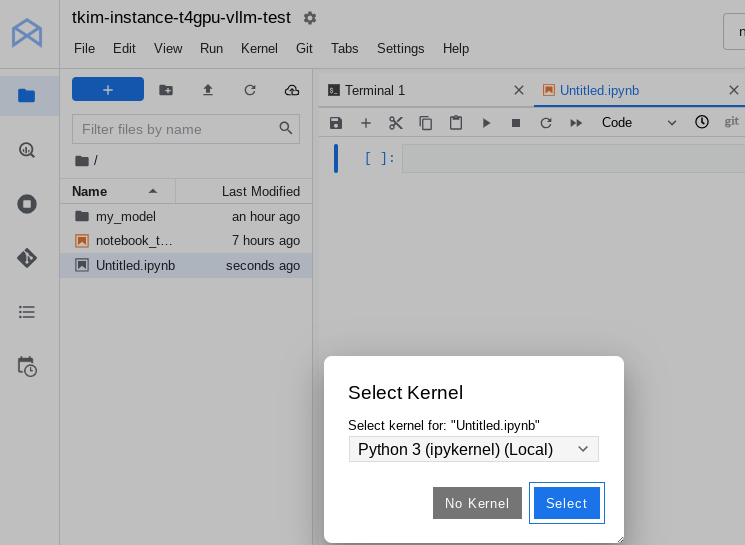 tkim-instance-t4gpu-vllm-test
File Edit View Run Kernel Git Tabs Settings Help
Terminal 1
Untitled.ipynb
Filter files by name
Code
git
/
[ ]:
Name Last Modified
my_model an hour ago
notebook_t… 7 hours ago
Untitled.ipynb seconds ago
Select Kernel
Select kernel for: "Untitled.ipynb"
Python 3 (ipykernel) (Local)
No Kernel Select